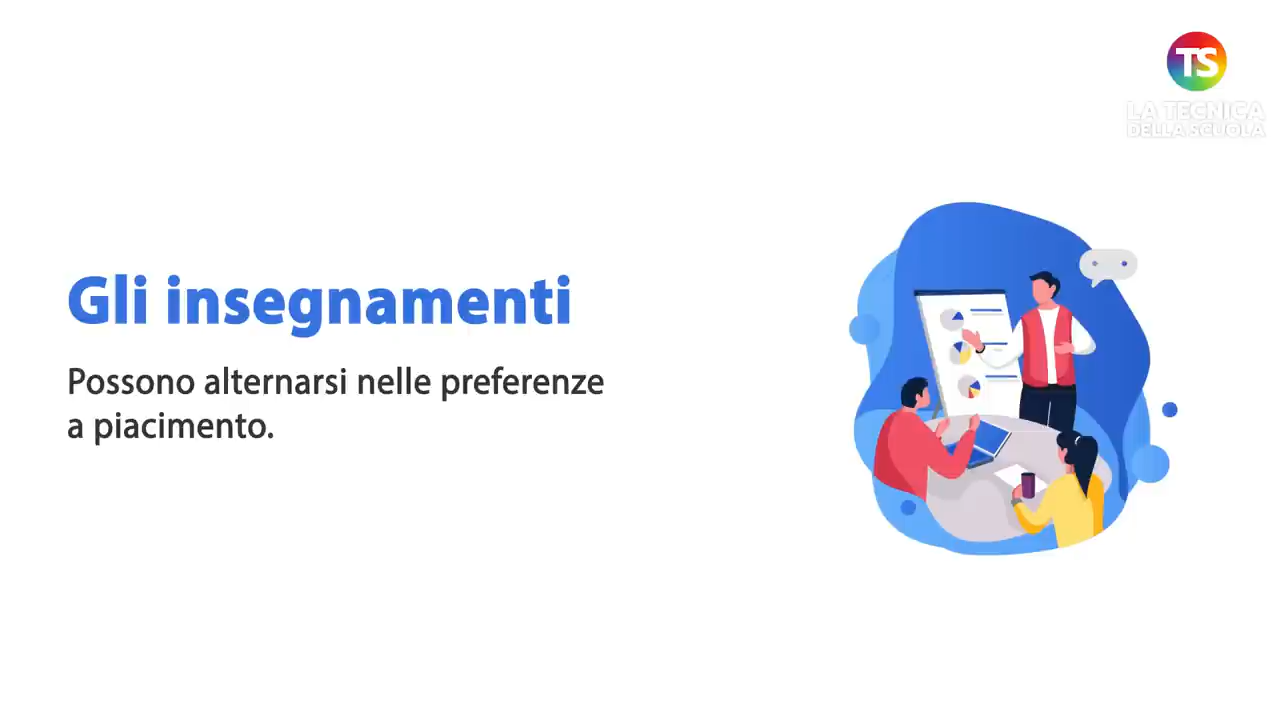 TS
LA TECNICA
DELLA SCUOLA
Gli insegnamenti
Possono alternarsi nelle preferenze
a piacimento.